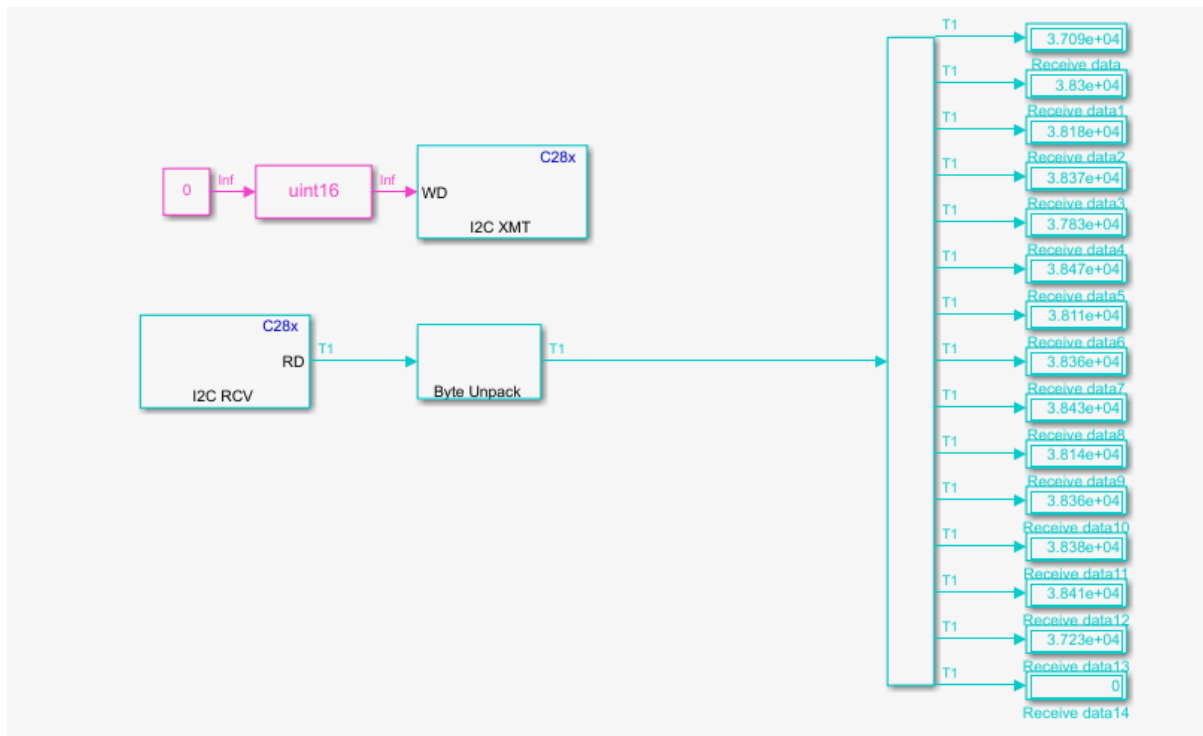 T1
3.709e+04
Receive data
T1
3.83e+04
Receive data1
T1
3.818e+04
Receive data2
T1
3.837e+04
Receive data3
T1
3.783e+04
Receive data4
T1
3.847e+04
Receive data5
T1
3.811e+04
Receive data6
T1
3.836e+04
Receive data7
T1
3.843e+04
Receive data8
T1
3.814e+04
Receive data9
T1
3.836e+04
Receive data10
T1
3.838e+04
Receive data11
T1
3.841e+04
Receive data12
T1
3.723e+04
Receive data13
T1
0
Receive data14
0
Inf
uint16
Inf
C28x
WD
I2C XMT
C28x
RD
I2C RCV
T1
Byte Unpack
T1